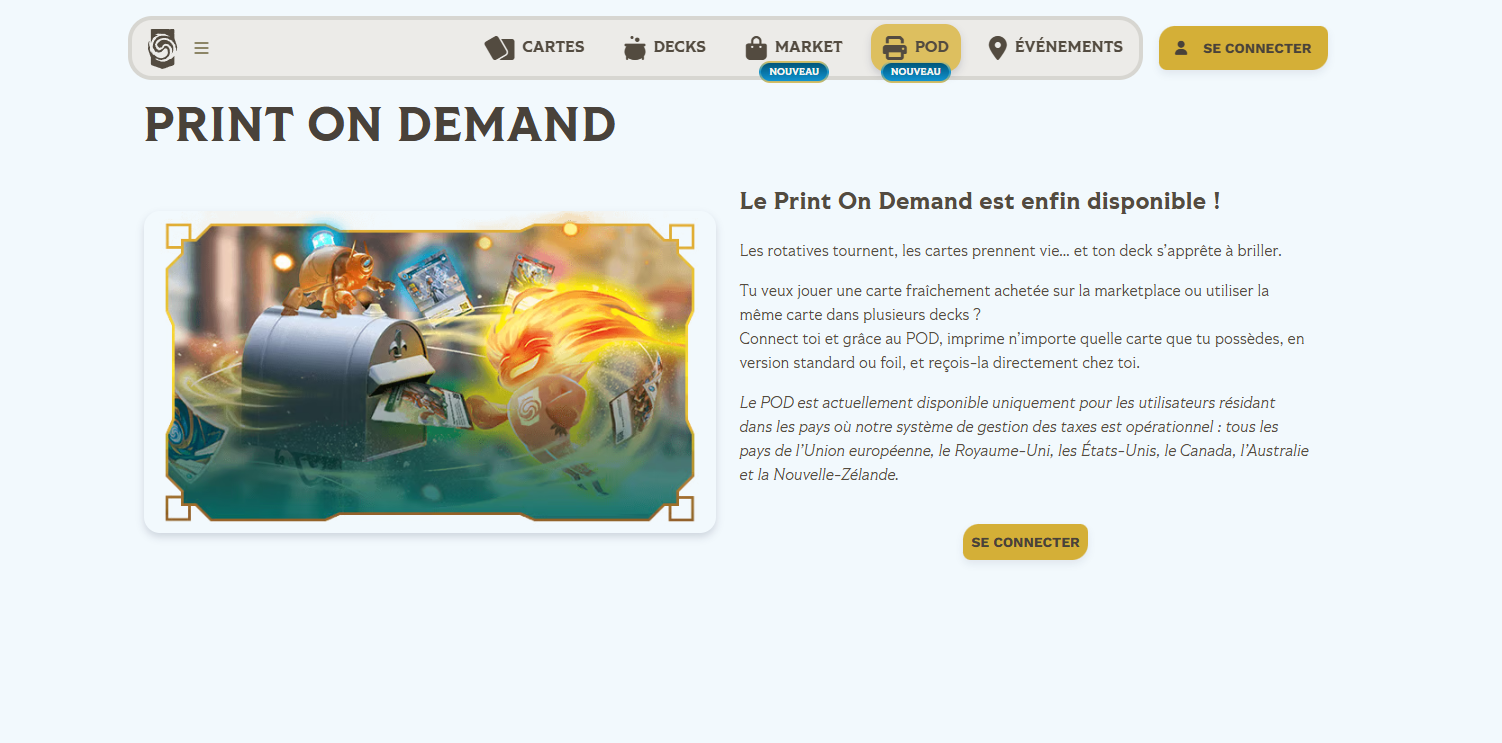 CARTES
DECKS
MARKET
POD
ÉVÉNEMENTS
SE CONNECTER
NOUVEAU
NOUVEAU
PRINT ON DEMAND
Le Print On Demand est enfin disponible !
Les rotatives tournent, les cartes prennent vie… et ton deck s’apprête à briller.
Tu veux jouer une carte fraîchement achetée sur la marketplace ou utiliser la
même carte dans plusieurs decks ?
Connect toi et grâce au POD, imprime n’importe quelle carte que tu possèdes, en
version standard ou foil, et reçois-la directement chez toi.
Le POD est actuellement disponible uniquement pour les utilisateurs résidant
dans les pays où notre système de gestion des taxes est opérationnel : tous les
pays de l’Union européenne, le Royaume-Uni, les États-Unis, le Canada, l’Australie
et la Nouvelle-Zélande.
SE CONNECTER